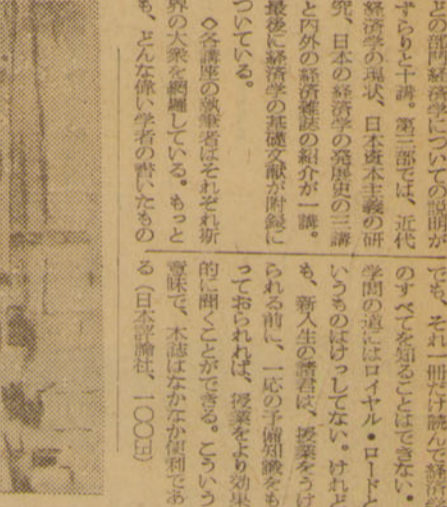 どの部門経済学についての説明が
ずらりと十講。第三部では、近代
経済学の現状、日本資本主義の研
究、日本の経済学の発展史の三講
と内外の経済雑誌の紹介が一講。
最後に経済学の基礎文献が附録に
ついている。
◇各講座の執筆者はそれぞれ斯
界の大衆を網羅している。もっと
も、どんな偉い学者の書いたもの
でも、それ一冊だけ読んで経済学
のすべてを知ることはできない。
学問の道にはロイヤル・ロードと
いうものはけっしてない。けれど
も、新入生の諸君は、授業をうけ
られる前に、一応の予備知識をも
っておられれば、授業をより効果
的に聞くことができる。こういう
意味で、本誌はなかなか便利であ
る（日本評論社、一〇〇円）